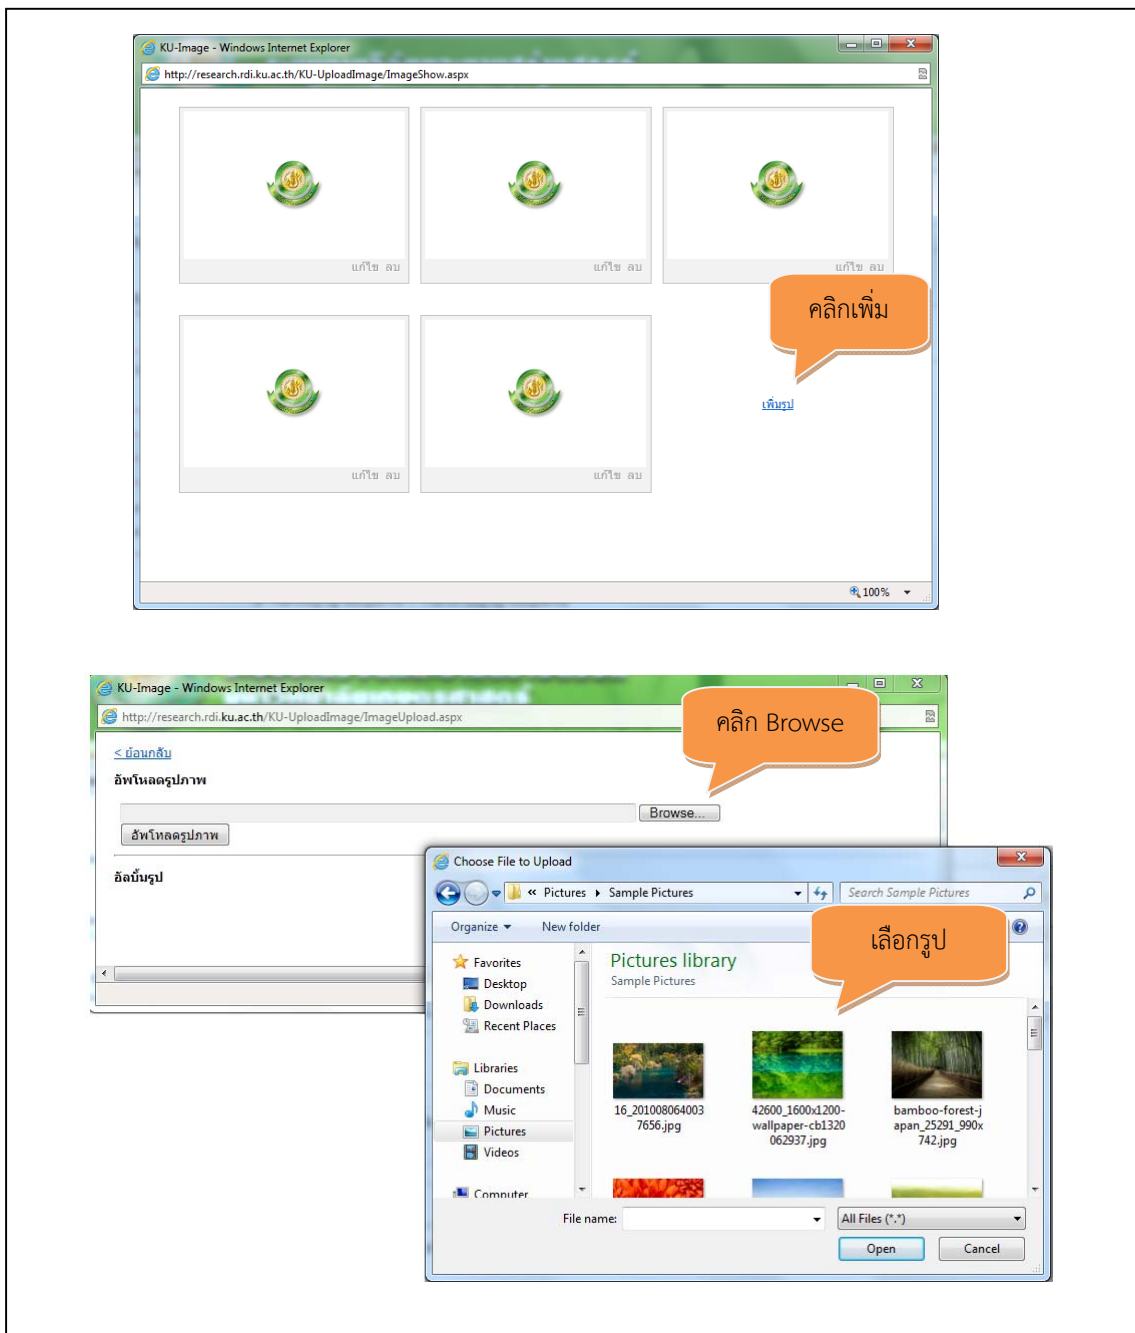 KU-Image - Windows Internet Explorer
http://research.rdi.ku.ac.th/KU-UploadImage/ImageShow.aspx
แก้ไข ลบ
แก้ไข ลบ
แก้ไข ลบ
คลิกเพิ่ม
เพิ่มรูป
แก้ไข ลบ
แก้ไข ลบ
100%
KU-Image - Windows Internet Explorer
http://research.rdi.ku.ac.th/KU-UploadImage/ImageUpload.aspx
คลิก Browse
< ย้อนกลับ
อัพโหลดรูปภาพ
Browse...
อัพโหลดรูปภาพ
อัลบั้มรูป
Choose File to Upload
« Pictures Sample Pictures
Search Sample Pictures
Organize New folder
เลือกรูป
Favorites
Desktop
Downloads
Recent Places
Libraries
Documents
Music
Pictures
Videos
Computer
Pictures library
Sample Pictures
16_201008064003
7656.jpg
42600_1600x1200-
wallpaper-cb1320
062937.jpg
bamboo-forest-j
apan_25291_990x
742.jpg
File name:
All Files (*.*)
Open Cancel